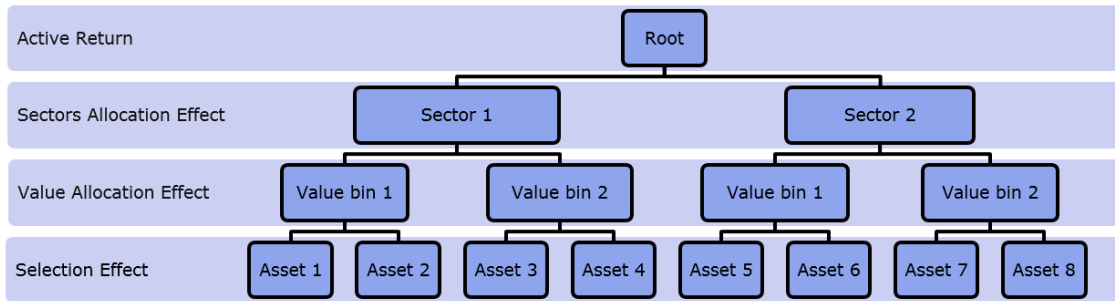 Active Return
Root
Sectors Allocation Effect
Sector 1
Sector 2
Value Allocation Effect
Value bin 1
Value bin 2
Value bin 1
Value bin 2
Selection Effect
Asset 1
Asset 2
Asset 3
Asset 4
Asset 5
Asset 6
Asset 7
Asset 8